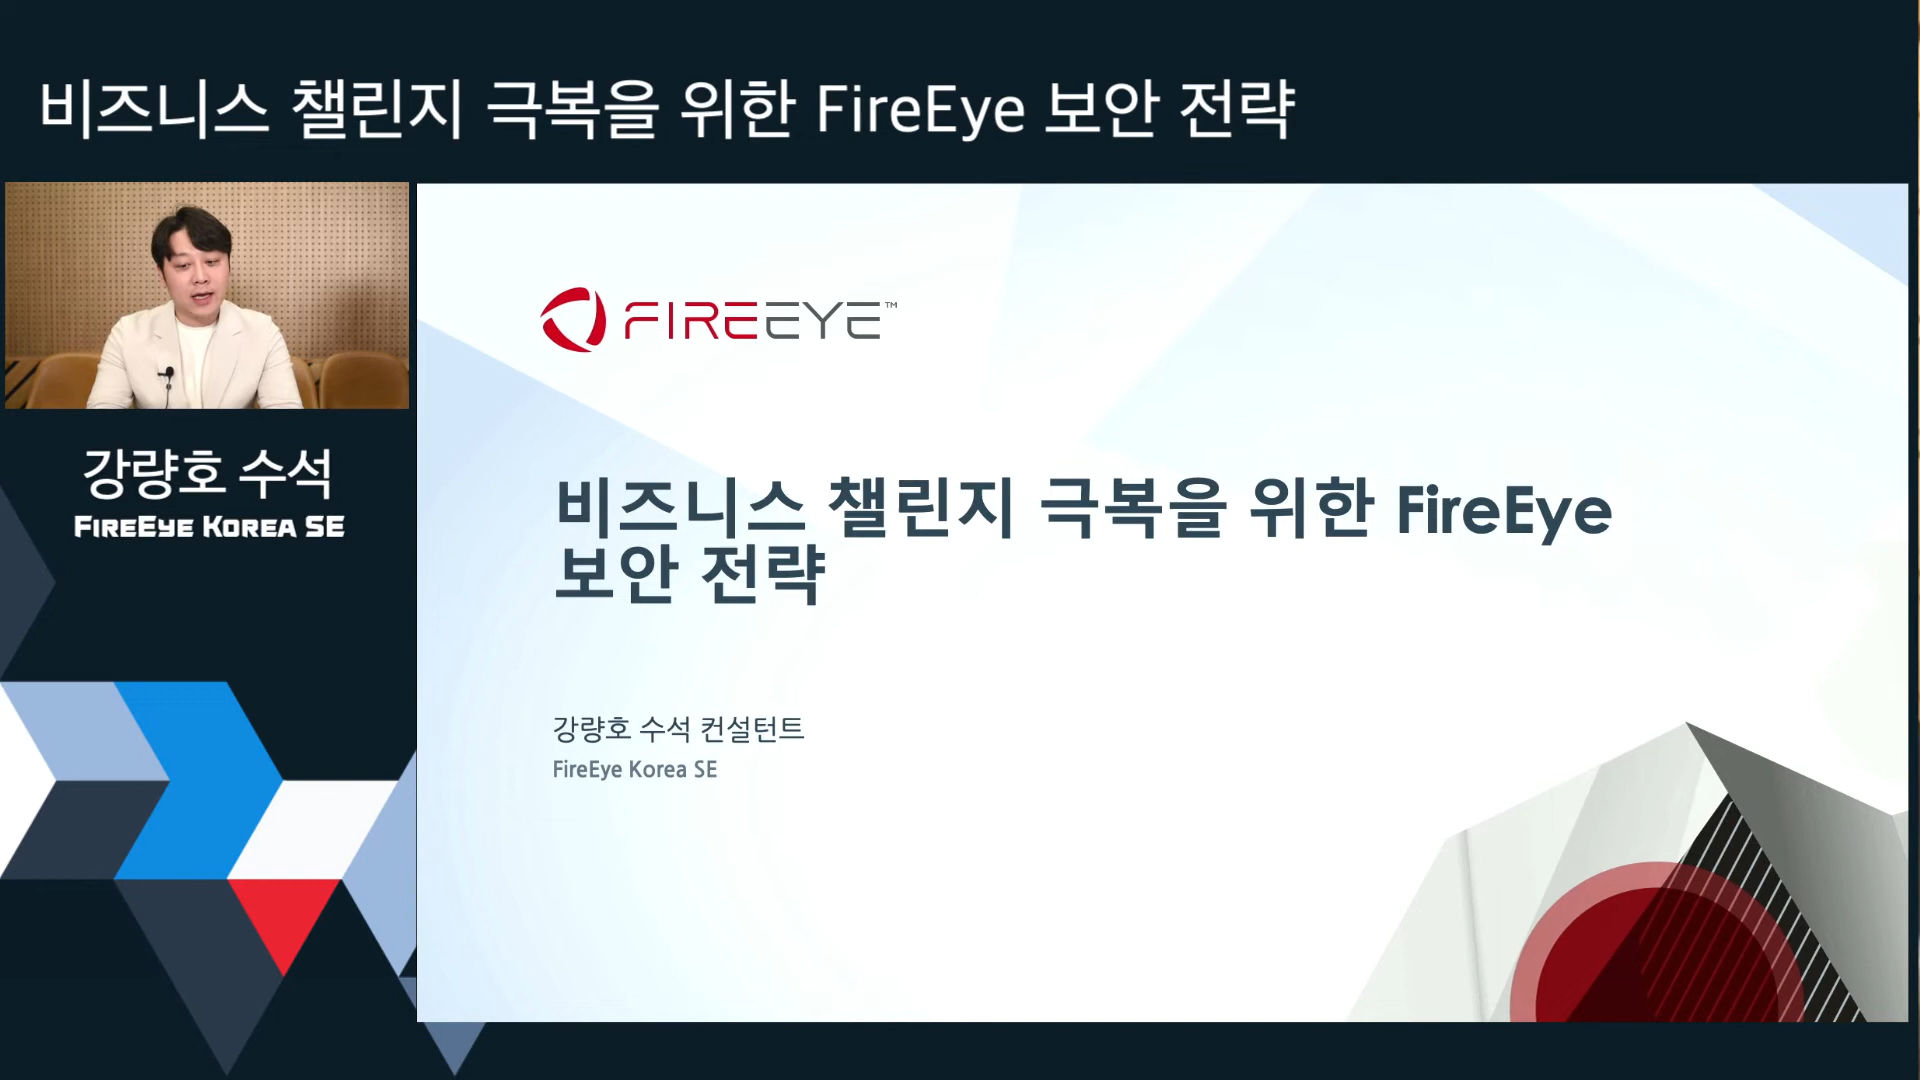 비즈니스 챌린지 극복을 위한 FireEye 보안 전략
강량호 수석
FireEye Korea SE
FIREEYE™
비즈니스 챌린지 극복을 위한 FireEye
보안 전략
강량호 수석 컨설턴트
FireEye Korea SE